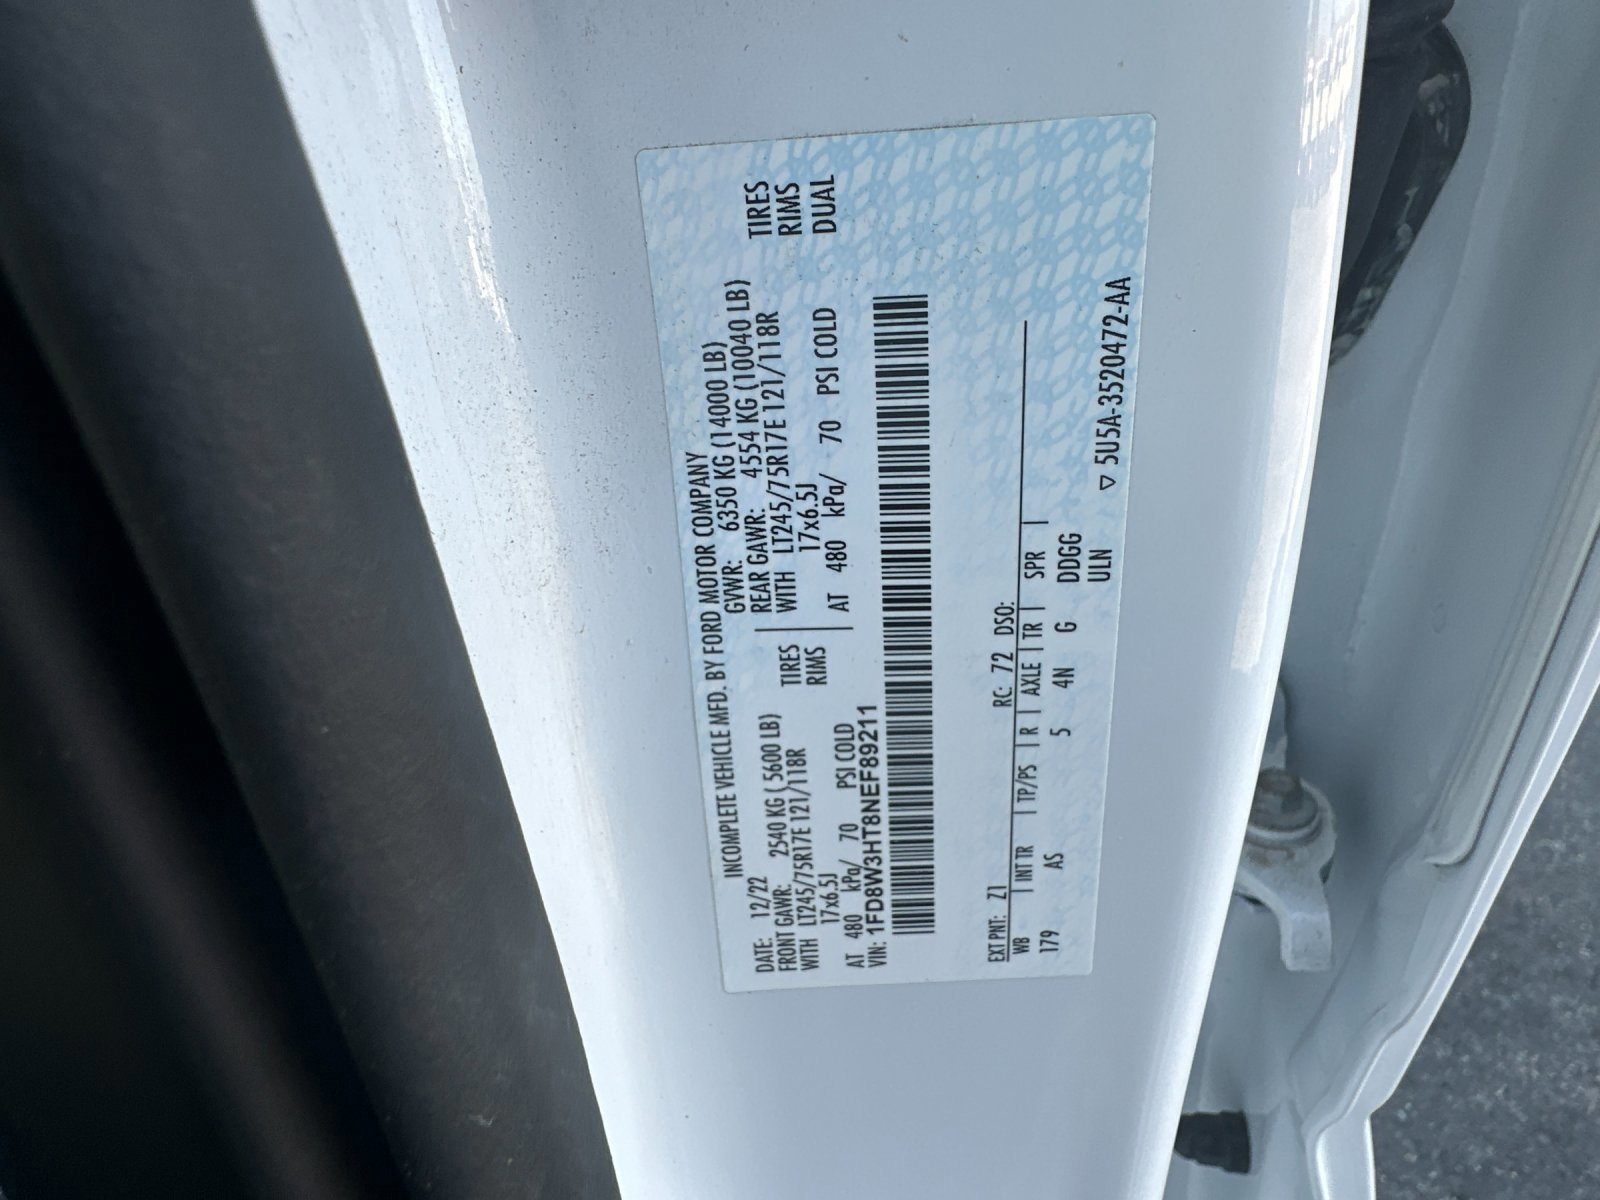 INCOMPLETE VEHICLE MFD. BY FORD MOTOR COMPANY
DATE: 12/22 GVWR: 6350 KG (14000 LB)
FRONT GAWR: 2540 KG ( 5600 LB) REAR GAWR: 4554 KG (10040 LB)
WITH LT245/75R17E 121/118R TIRES WITH LT245/75R17E 121/118R TIRES
17x6.5J RIMS 17x6.5J RIMS
AT 480 kPa/ 70 PSI COLD AT 480 kPa/ 70 PSI COLD DUAL
VIN: 1FD8W3HT8NEF89211
EXT PNT: Z1 RC: 72 DSO:
WB | INT TR | TP/PS | R | AXLE | TR | SPR |
179 AS 5 4N G DDGG
ULN
▽ 5U5A-3520472-AA